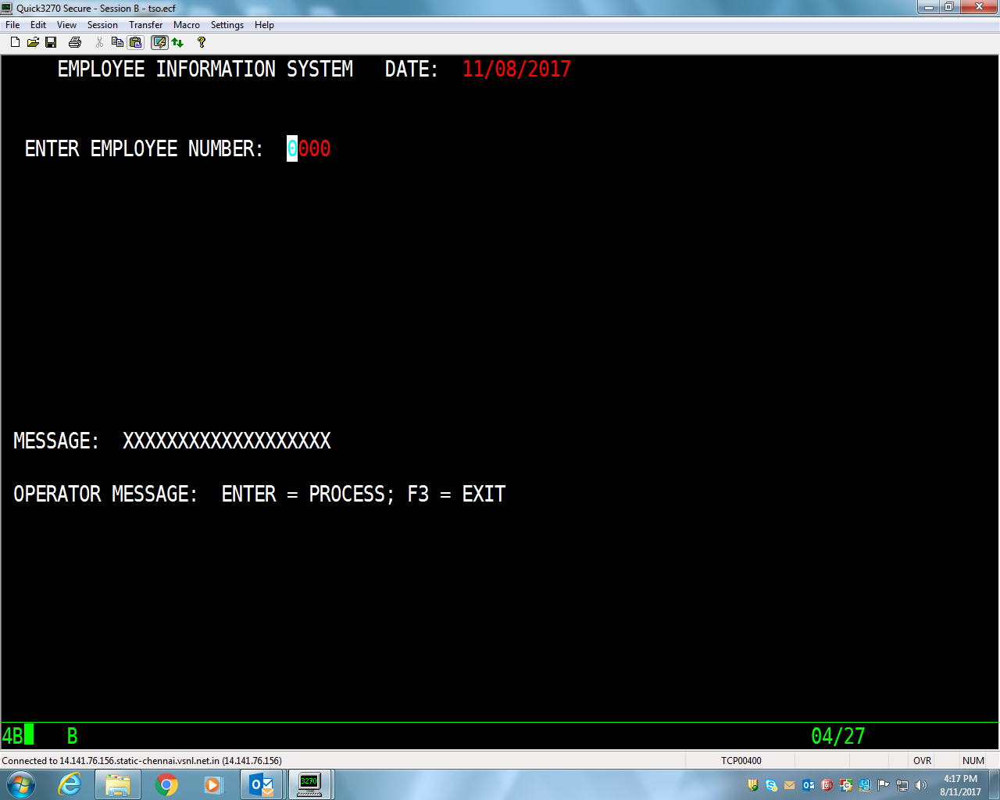 Quick3270 Secure - Session B - tso.ecf
File Edit View Session Transfer Macro Settings Help
EMPLOYEE INFORMATION SYSTEM DATE: 11/08/2017
ENTER EMPLOYEE NUMBER: 0000
MESSAGE: XXXXXXXXXXXXXXXXXXX
OPERATOR MESSAGE: ENTER = PROCESS; F3 = EXIT
4B B 04/27
Connected to 14.141.76.156.static-chennai.vsnl.net.in (14.141.76.156) TCP00400 OVR NUM
3270
4:17 PM
8/11/2017